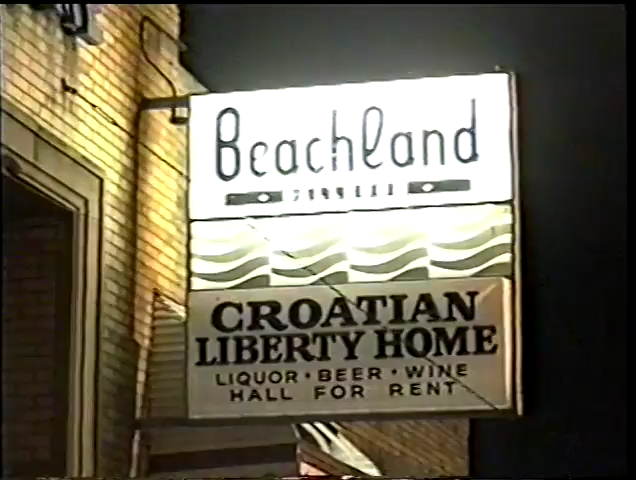 Beachland
CROATIAN
LIBERTY HOME
LIQUOR • BEER • WINE
HALL FOR RENT